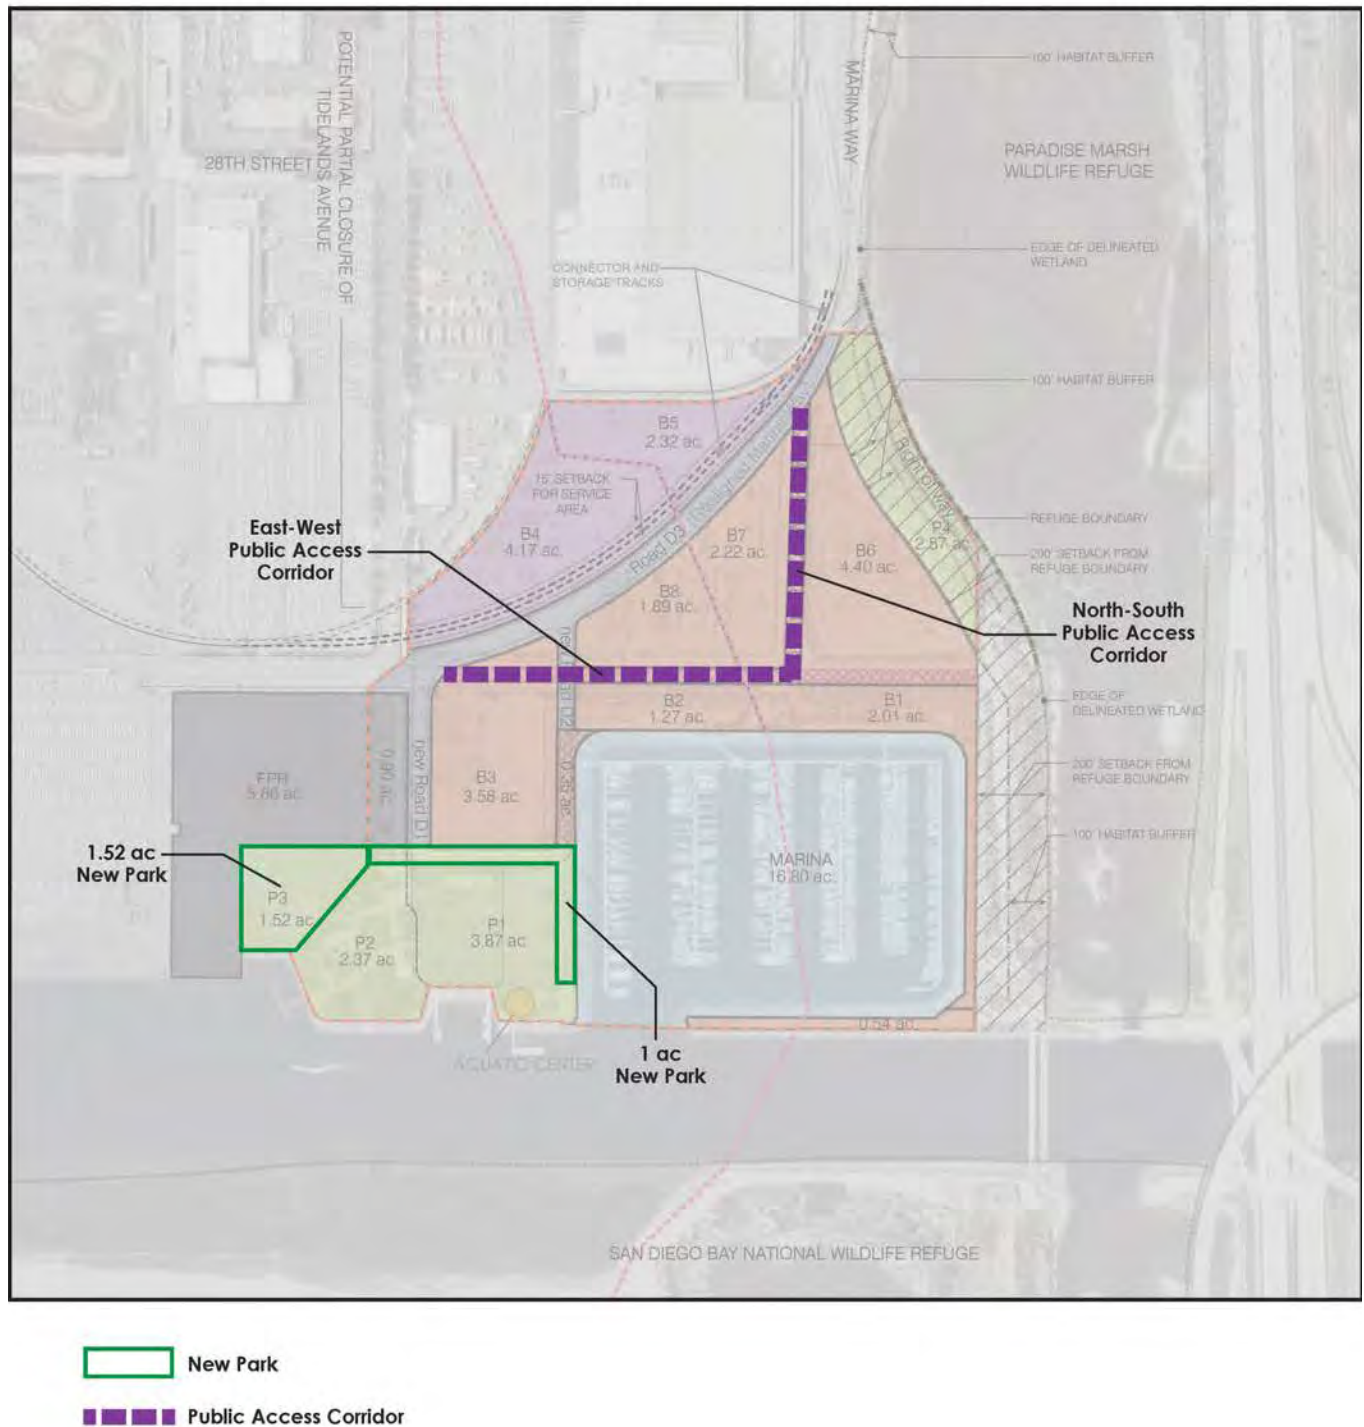 100' HABITAT BUFFER
MARINA WAY
POTENTIAL PARTIAL CLOSURE OF
TIDELANDS AVENUE
28TH STREET
PARADISE MARSH
WILDLIFE REFUGE
EDGE OF DELINEATED
WETLAND
CONNECTOR AND
STORAGE TRACKS
100' HABITAT BUFFER
B5
2.32 ac.
15' SETBACK
FOR SERVICE
AREA
Right of way
P4
2.87 ac.
REFUGE BOUNDARY
East-West
Public Access
Corridor
B4
4.17 ac.
Road D3
B7
2.22 ac.
B6
4.40 ac.
200' SETBACK FROM
REFUGE BOUNDARY
B8
1.89 ac.
North-South
Public Access
Corridor
B2
1.27 ac.
B1
2.01 ac.
EDGE OF
DELINEATED WETLAND
FPR
5.86 ac.
0.90 ac.
new Road D1
B3
3.58 ac.
200' SETBACK FROM
REFUGE BOUNDARY
100' HABITAT BUFFER
1.52 ac
New Park
P3
1.52 ac.
MARINA
16.80 ac.
P1
3.87 ac.
P2
2.37 ac.
0.54 ac.
1 ac
New Park
AQUATIC CENTER
SAN DIEGO BAY NATIONAL WILDLIFE REFUGE
New Park
Public Access Corridor